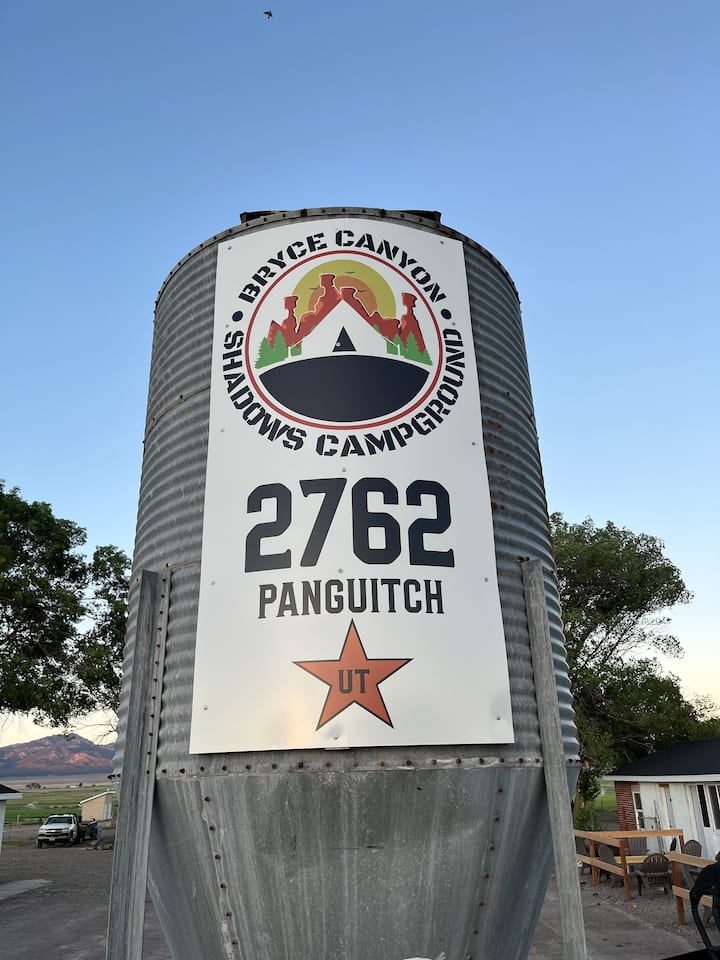 BRYCE CANYON
SHADOWS CAMPGROUND
2762
PANGUITCH
UT